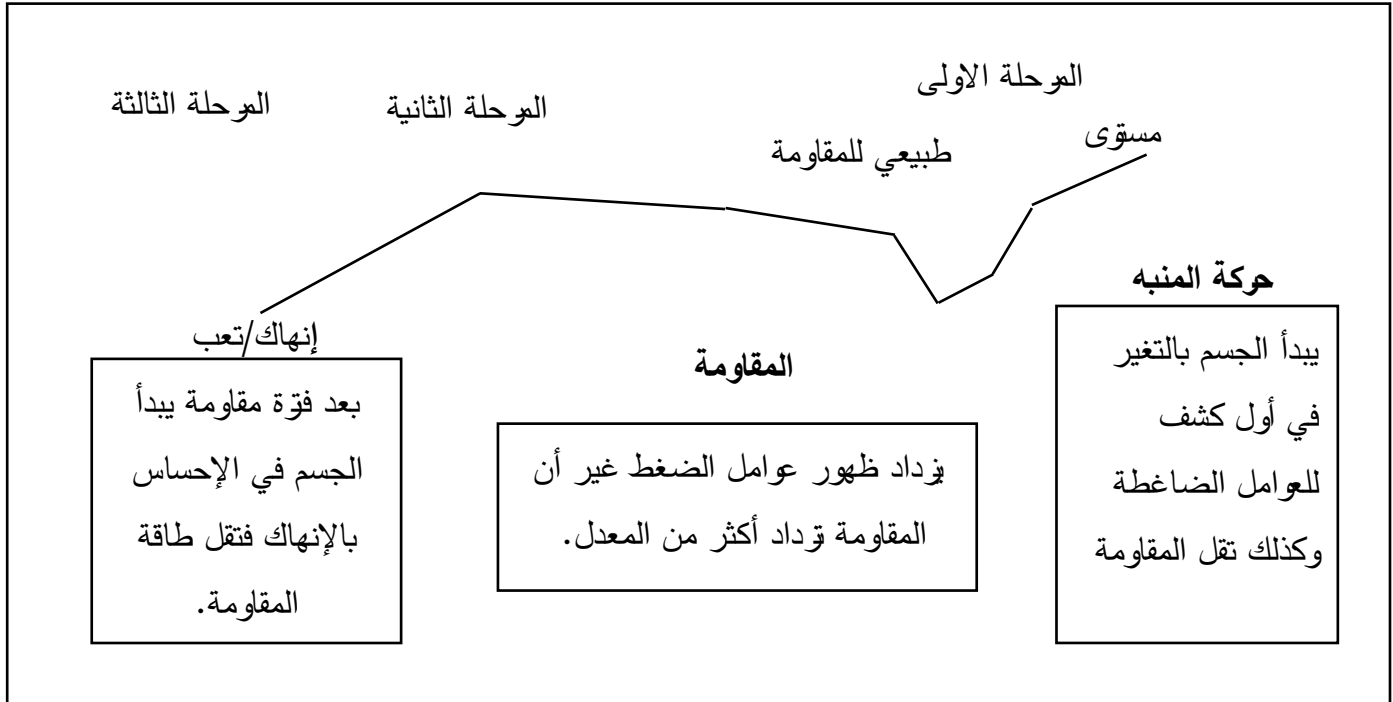 المرحلة الاولى
المرحلة الثانية
المرحلة الثالثة
مستوى
طبيعي للمقاومة
حركة المنبه
يبدأ الجسم بالتغير
في أول كشف
للعوامل الضاغطة
وكذلك تقل المقاومة
المقاومة
يزداد ظهور عوامل الضغط غير أن
المقاومة تزداد أكثر من المعدل.
إنهاك/تعب
بعد فترة مقاومة يبدأ
الجسم في الإحساس
بالإنهاك فتقل طاقة
المقاومة.